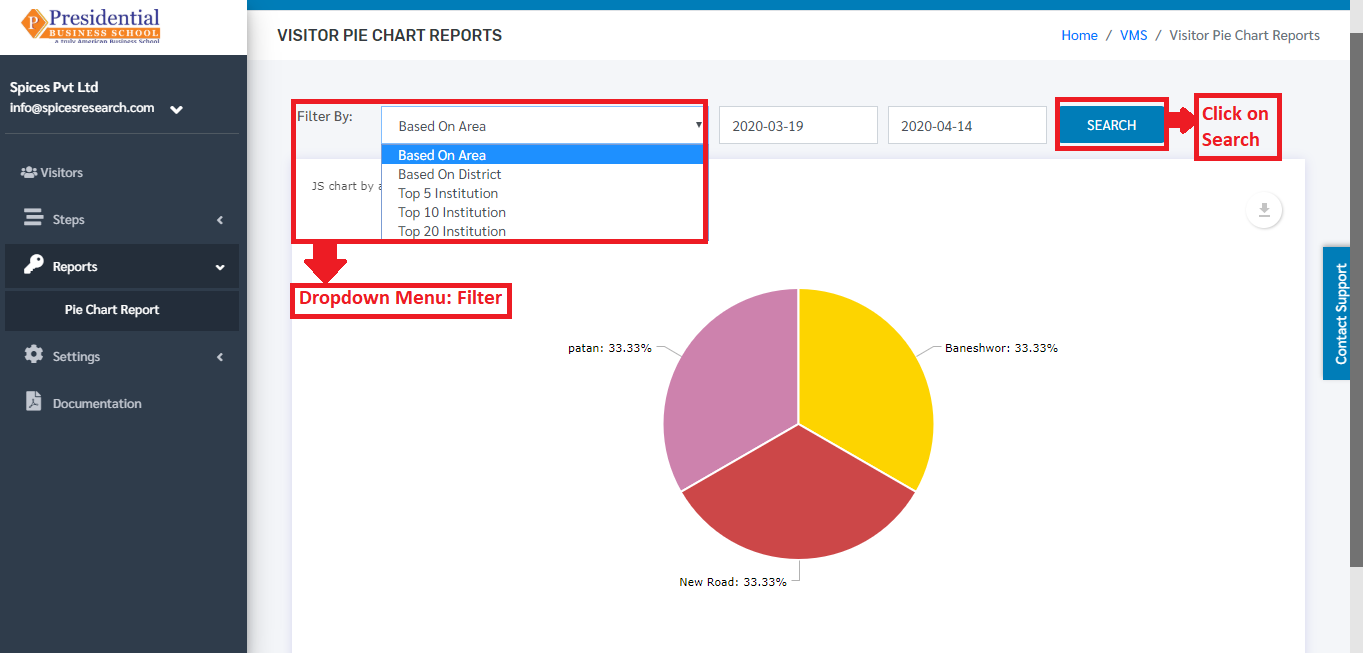 P Presidential
BUSINESS SCHOOL
a truly American Business School
Spices Pvt Ltd
info@spicesresearch.com
Visitors
Steps
Reports
Pie Chart Report
Settings
Documentation
VISITOR PIE CHART REPORTS
Home / VMS / Visitor Pie Chart Reports
Filter By:
Based On Area
2020-03-19
2020-04-14
SEARCH
Click on
Search
Based On Area
Based On District
Top 5 Institution
Top 10 Institution
Top 20 Institution
JS chart by
Dropdown Menu: Filter
patan: 33.33%
Baneshwor: 33.33%
New Road: 33.33%
Contact Support